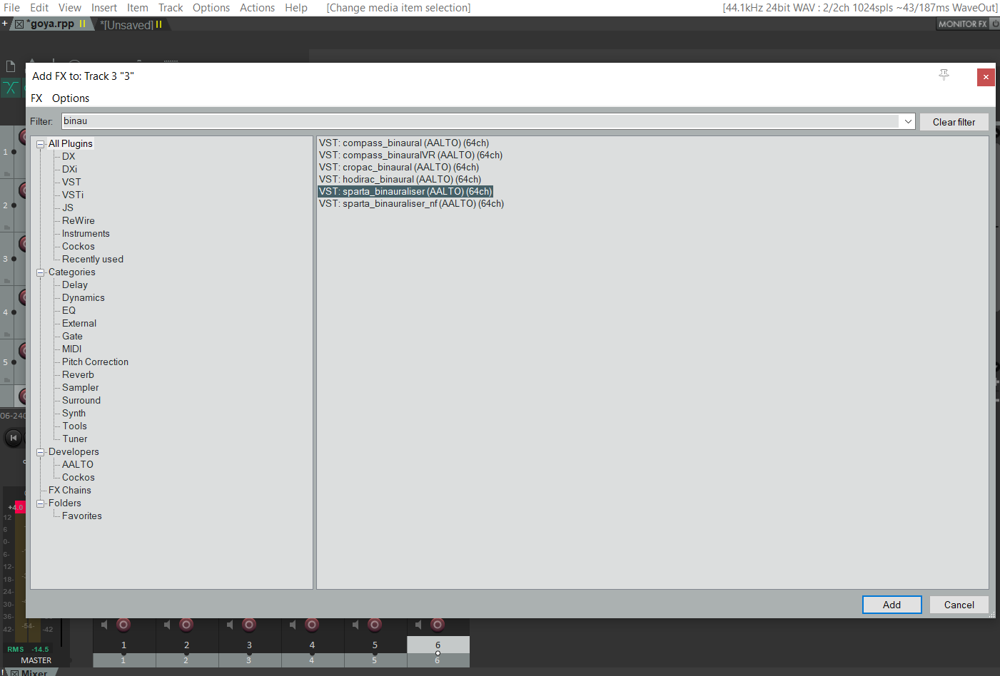 File Edit View Insert Item Track Options Actions Help [Change media item selection] [44.1kHz 24bit WAV : 2/2ch 1024spls ~43/187ms WaveOut]
+ *goya.rpp *[Unsaved] MONITOR FX
Add FX to: Track 3 "3"
FX Options
Filter: binau Clear filter
All Plugins
DX
DXi
VST
VSTi
JS
ReWire
Instruments
Cockos
Recently used
Categories
Delay
Dynamics
EQ
External
Gate
MIDI
Pitch Correction
Reverb
Sampler
Surround
Synth
Tools
Tuner
Developers
AALTO
Cockos
FX Chains
Folders
Favorites
VST: compass_binaural (AALTO) (64ch)
VST: compass_binauralVR (AALTO) (64ch)
VST: cropac_binaural (AALTO) (64ch)
VST: hodirac_binaural (AALTO) (64ch)
VST: sparta_binauraliser (AALTO) (64ch)
VST: sparta_binauraliser_nf (AALTO) (64ch)
Add Cancel
1
2
3
4
5
06-240
+4.0
12
6
0-
6-
12-
18-
24-
30-
36-
42- -54- -42
RMS -14.5
MASTER
1 2 3 4 5 6
1 2 3 4 5 6
! Mixer